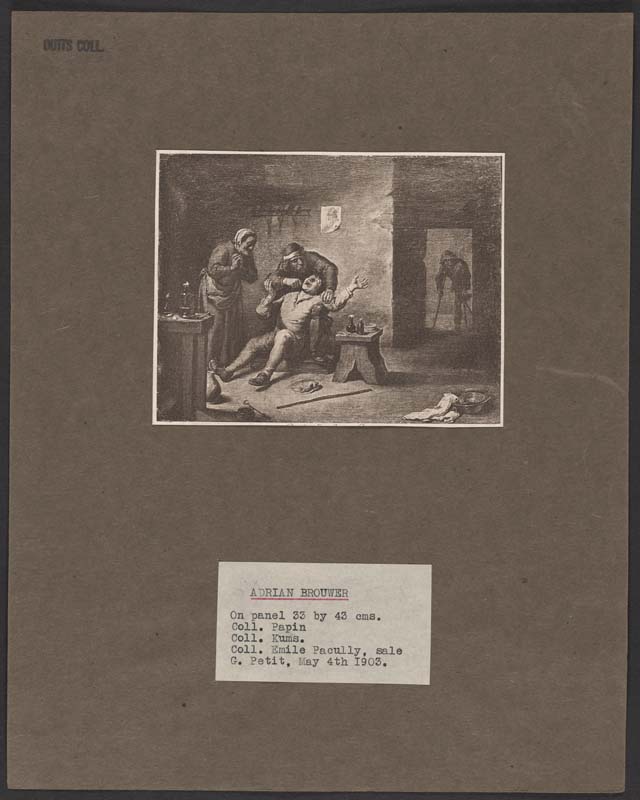 DUITS COLL.
ADRIAN BROUWER
On panel 33 by 43 cms.
Coll. Papin
Coll. Kums.
Coll. Emile Pacully, sale
G. Petit, May 4th I903.